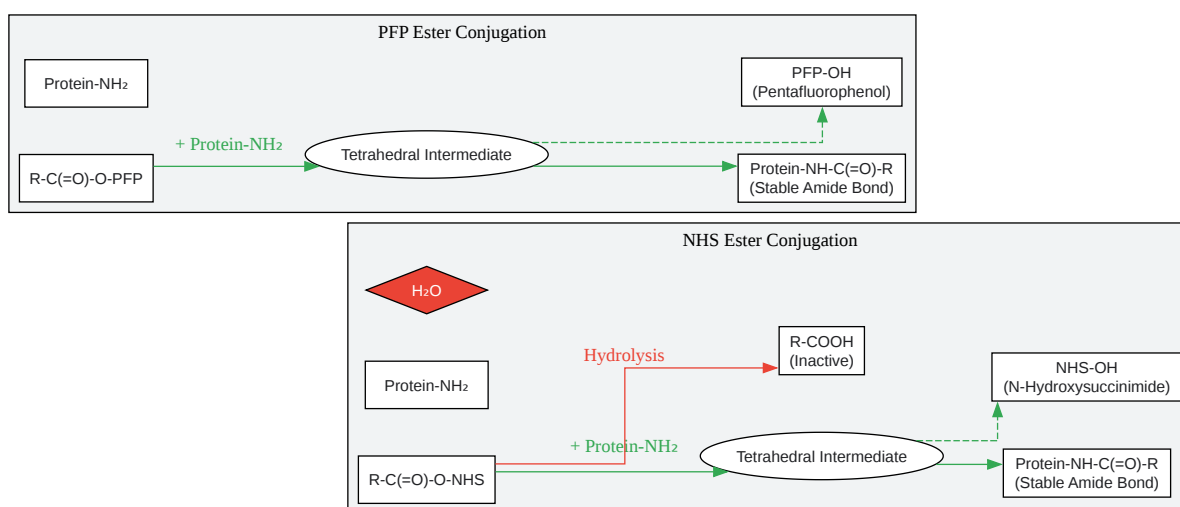 PFP Ester Conjugation
Protein-NH₂
PFP-OH
(Pentafluorophenol)
+ Protein-NH₂
Tetrahedral Intermediate
R-C(=O)-O-PFP
Protein-NH-C(=O)-R
(Stable Amide Bond)
NHS Ester Conjugation
H₂O
Hydrolysis
R-COOH
(Inactive)
Protein-NH₂
NHS-OH
(N-Hydroxysuccinimide)
+ Protein-NH₂
Tetrahedral Intermediate
R-C(=O)-O-NHS
Protein-NH-C(=O)-R
(Stable Amide Bond)